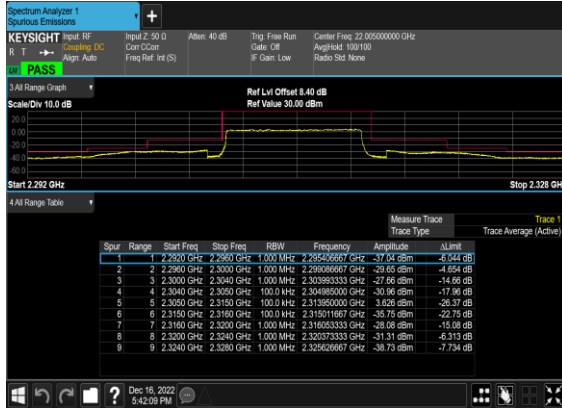 Spectrum Analyzer 1
Spurious Emissions
KEYSIGHT Input: RF Input Z: 50 Ω Atten: 40 dB Trig: Free Run Center Freq: 22.005000000 GHz
R T Coupling: DC Corr CCorr Gate: Off Avg|Hold: 100/100
Align: Auto Freq Ref: Int (S) IF Gain: Low Radio Std: None
PASS
3 All Range Graph Ref Lvl Offset 8.40 dB
Scale/Div 10.0 dB Ref Value 30.00 dBm
20.0
0.00
-20.0
-40.0
-60.0
Start 2.292 GHz Stop 2.328 GH
4 All Range Table
Measure Trace Trace 1
Trace Type Trace Average (Active)
Spur Range Start Freq Stop Freq RBW Frequency Amplitude ΔLimit
1 1 2.2920 GHz 2.2960 GHz 1.000 MHz 2.295406667 GHz -37.04 dBm -6.044 dB
2 2 2.2960 GHz 2.3000 GHz 1.000 MHz 2.299086667 GHz -29.65 dBm -4.654 dB
3 3 2.3000 GHz 2.3040 GHz 1.000 MHz 2.303993333 GHz -27.66 dBm -14.66 dB
4 4 2.3040 GHz 2.3050 GHz 100.0 kHz 2.304985000 GHz -30.96 dBm -17.96 dB
5 5 2.3050 GHz 2.3150 GHz 100.0 kHz 2.313950000 GHz 3.626 dBm -26.37 dB
6 6 2.3150 GHz 2.3160 GHz 100.0 kHz 2.315011667 GHz -35.75 dBm -22.75 dB
7 7 2.3160 GHz 2.3200 GHz 1.000 MHz 2.316053333 GHz -28.08 dBm -15.08 dB
8 8 2.3200 GHz 2.3240 GHz 1.000 MHz 2.320373333 GHz -31.31 dBm -6.313 dB
9 9 2.3240 GHz 2.3280 GHz 1.000 MHz 2.325626667 GHz -38.73 dBm -7.734 dB
? Dec 16, 2022
5:42:09 PM